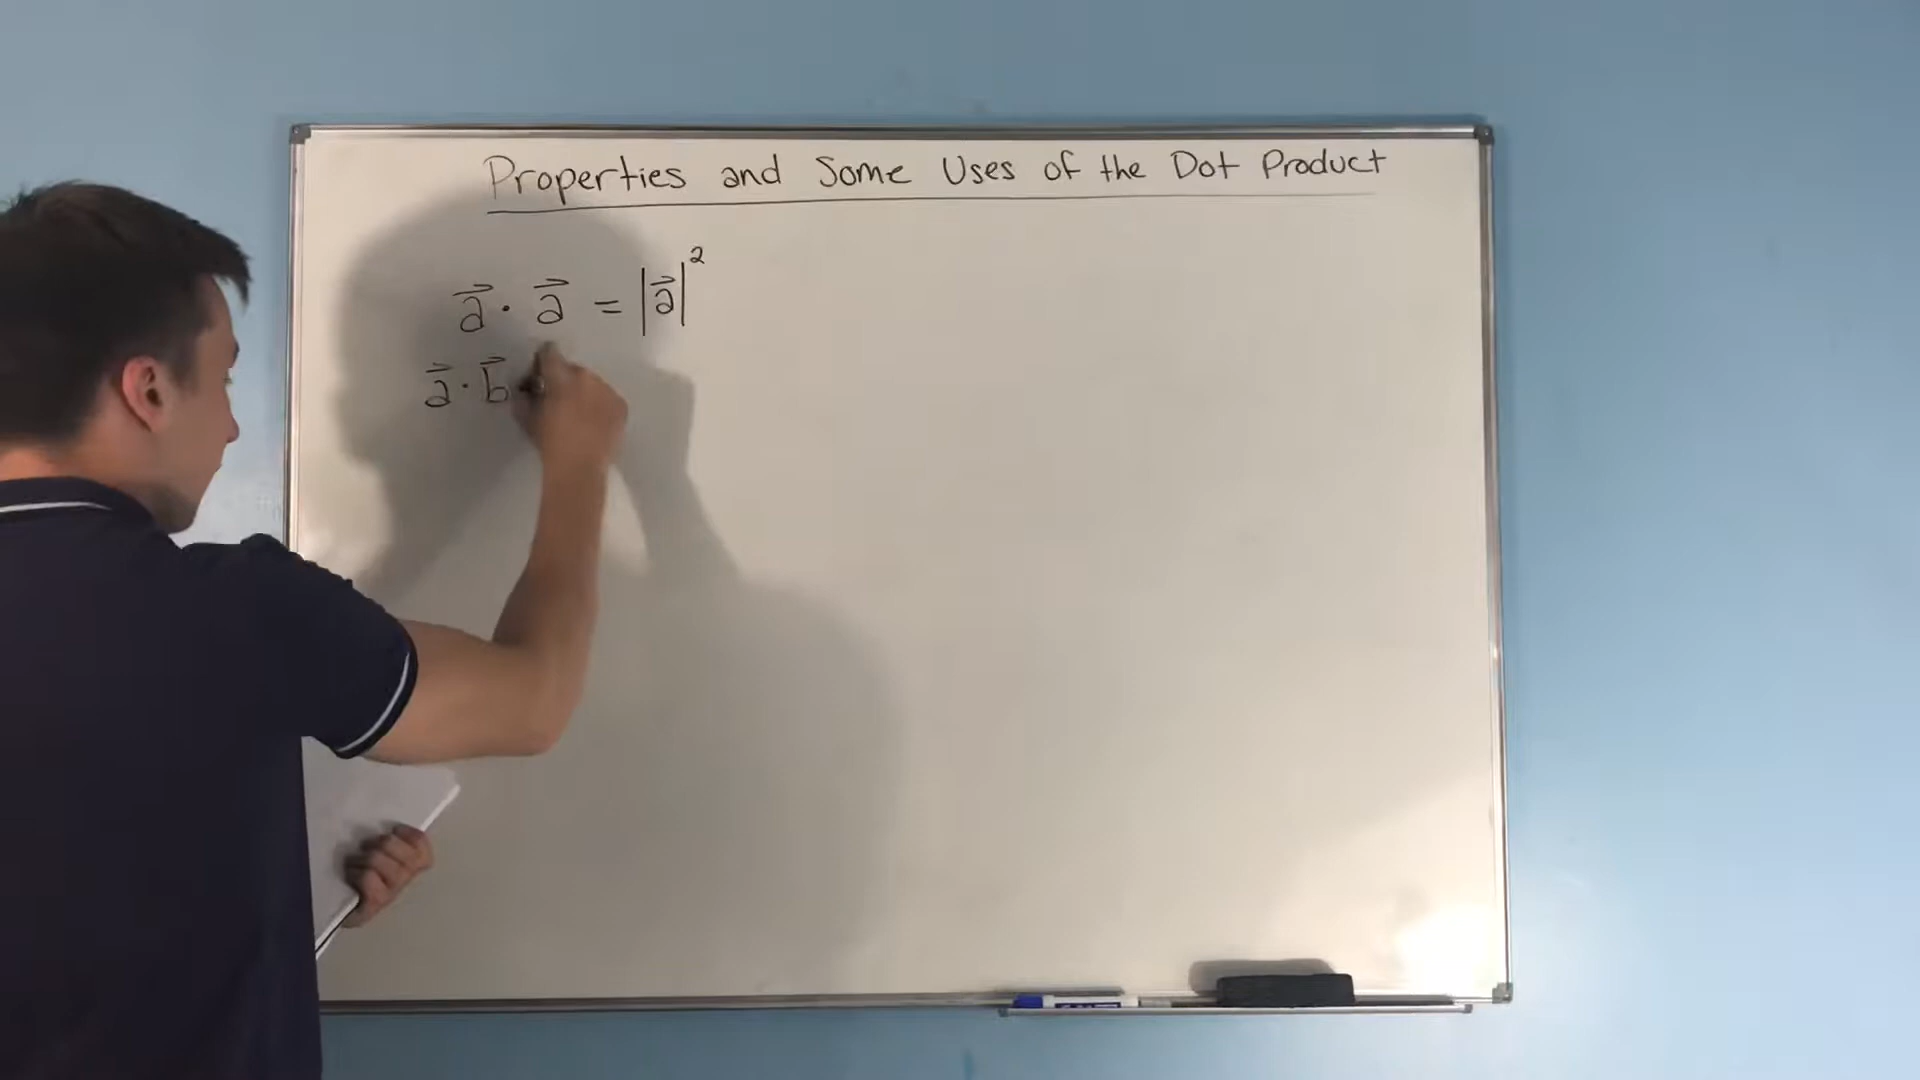 Properties and Some Uses of the Dot Product
a⃗ · a⃗ = |a⃗|²
a⃗ · b⃗